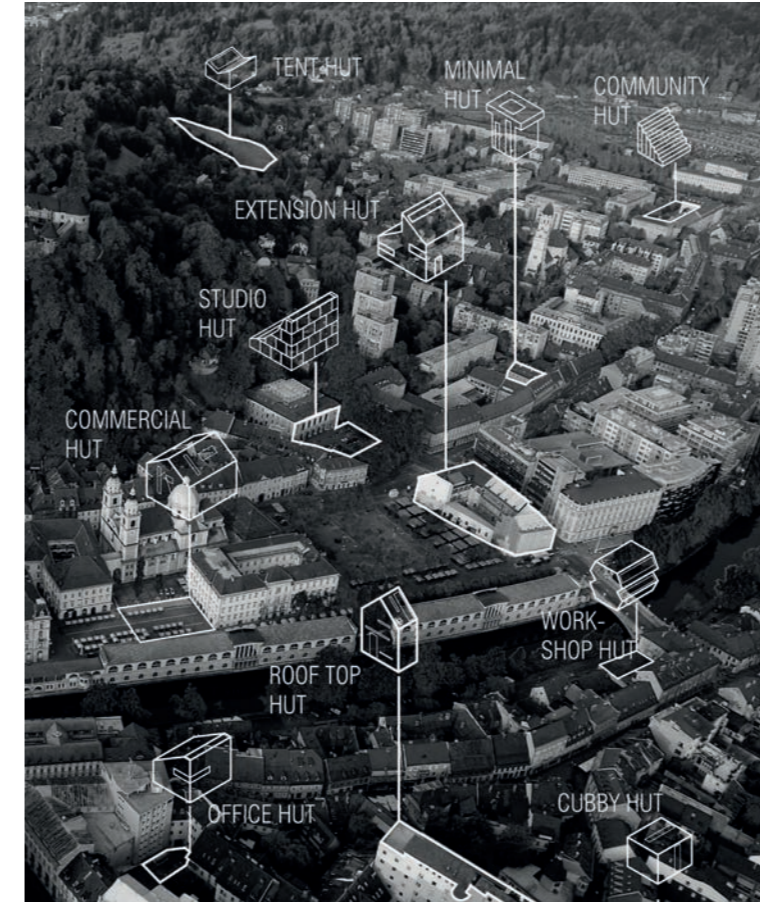 TENT HUT
MINIMAL
HUT
COMMUNITY
HUT
EXTENSION HUT
STUDIO
HUT
COMMERCIAL
HUT
WORK-
SHOP HUT
ROOF TOP
HUT
OFFICE HUT
CUBBY HUT